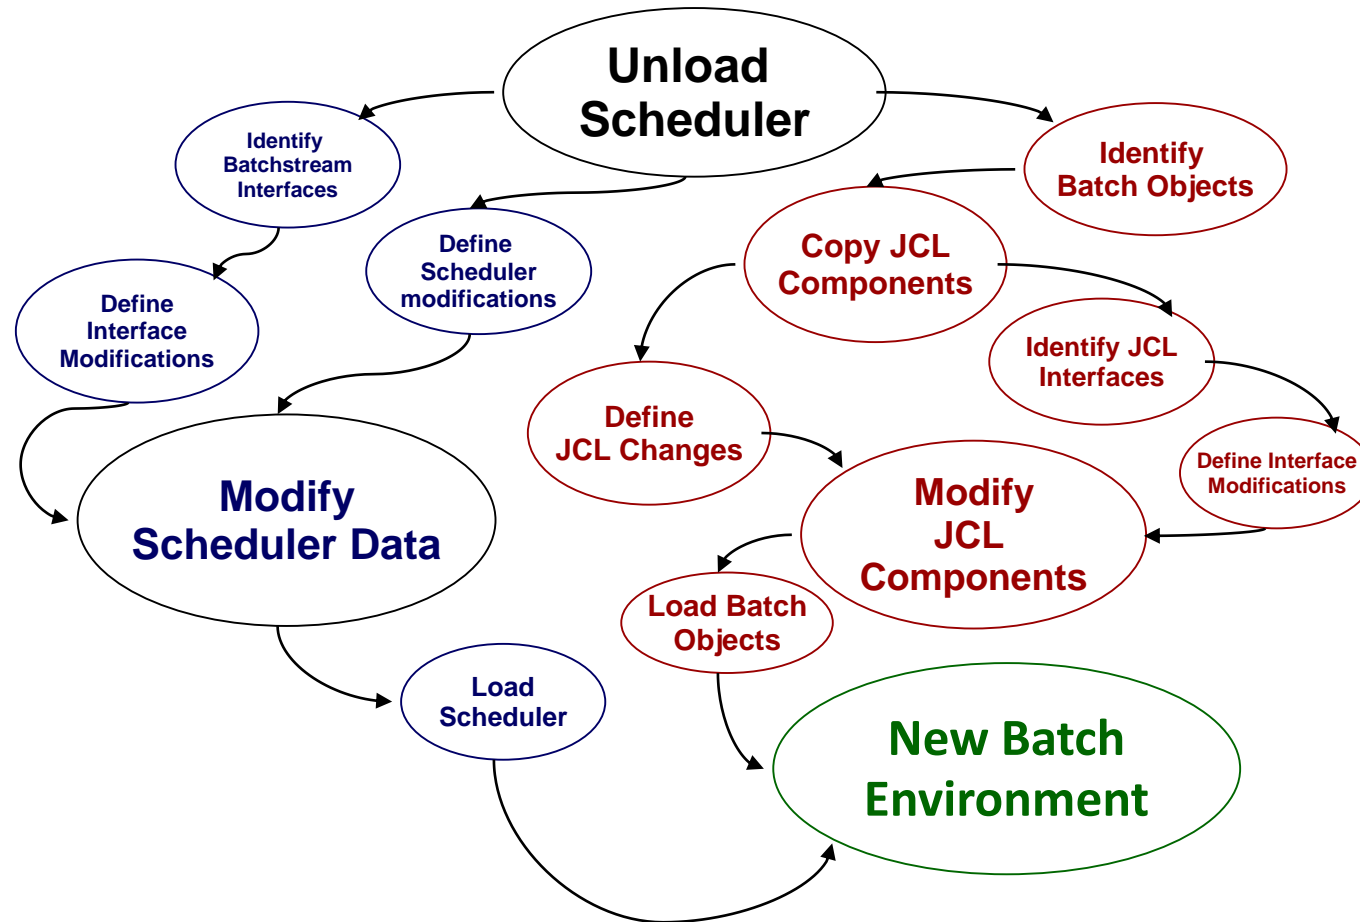 Unload
Scheduler
Identify
Batchstream
Interfaces
Identify
Batch Objects
Define
Scheduler
modifications
Copy JCL
Components
Define
Interface
Modifications
Identify JCL
Interfaces
Define
JCL Changes
Define Interface
Modifications
Modify
Scheduler Data
Modify
JCL
Components
Load Batch
Objects
Load
Scheduler
New Batch
Environment